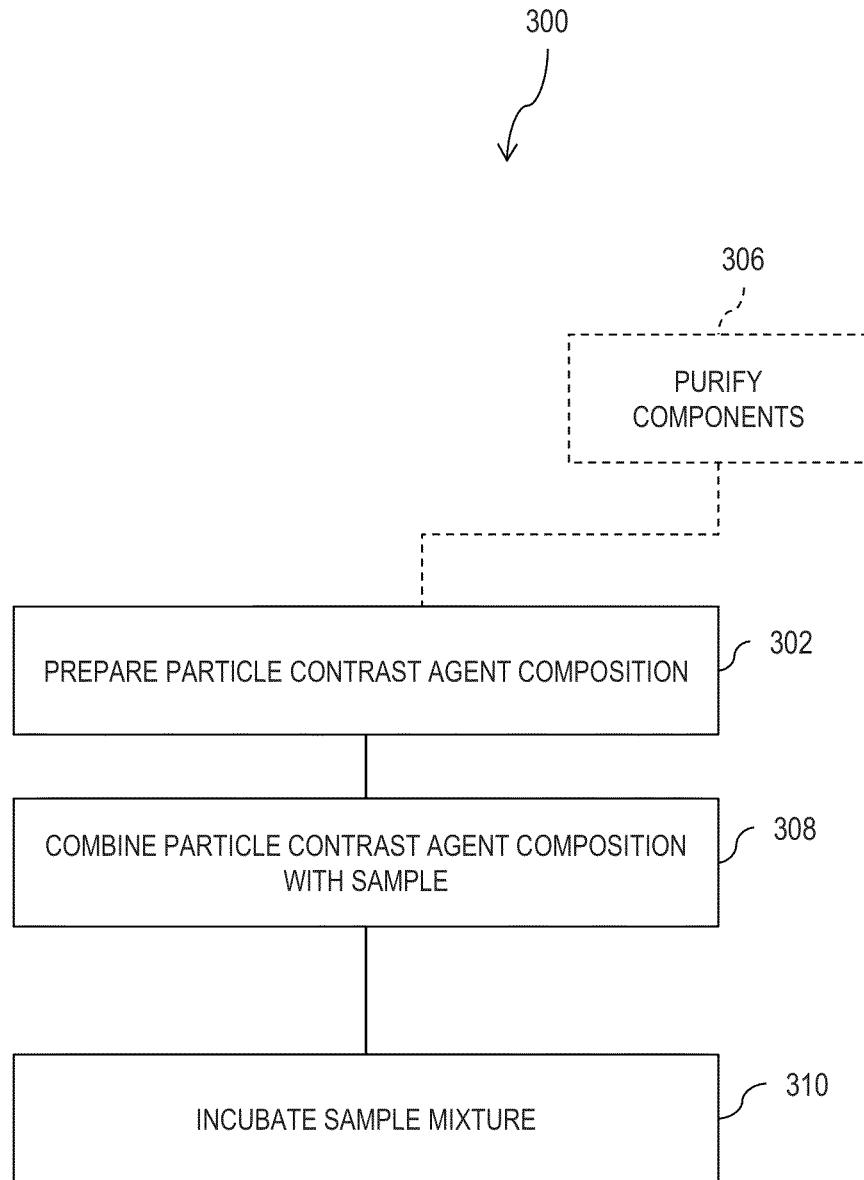 300
306
PURIFY
COMPONENTS
PREPARE PARTICLE CONTRAST AGENT COMPOSITION
302
COMBINE PARTICLE CONTRAST AGENT COMPOSITION
WITH SAMPLE
308
INCUBATE SAMPLE MIXTURE
310